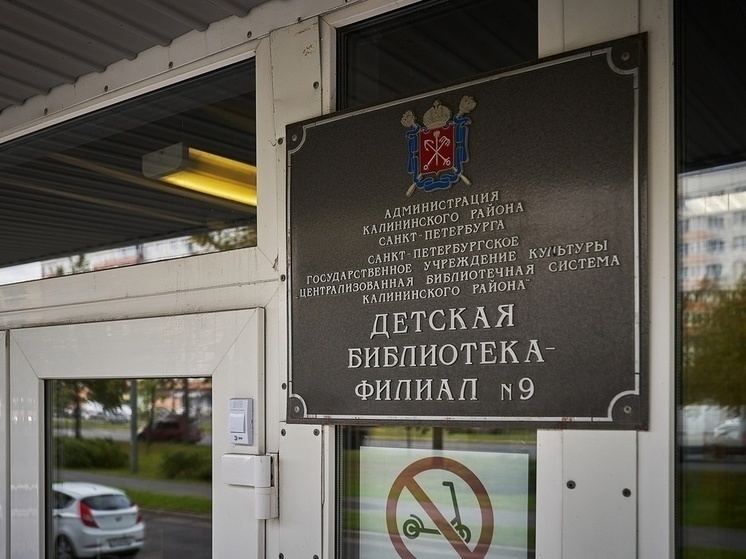 АДМИНИСТРАЦИЯ
КАЛИНИНСКОГО РАЙОНА
САНКТ-ПЕТЕРБУРГА
САНКТ-ПЕТЕРБУРГСКОЕ
ГОСУДАРСТВЕННОЕ УЧРЕЖДЕНИЕ КУЛЬТУРЫ
"ЦЕНТРАЛИЗОВАННАЯ БИБЛИОТЕЧНАЯ СИСТЕМА
КАЛИНИНСКОГО РАЙОНА"
ДЕТСКАЯ
БИБЛИОТЕКА-
ФИЛИАЛ №9